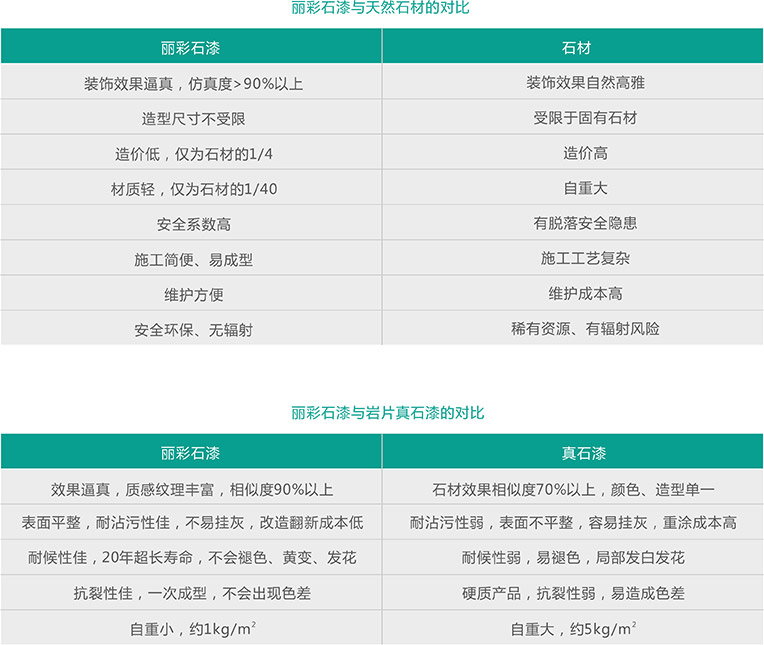 丽彩石漆与天然石材的对比
丽彩石漆 石材
装饰效果逼真，仿真度>90%以上 装饰效果自然高雅
造型尺寸不受限 受限于固有石材
造价低，仅为石材的1/4 造价高
材质轻，仅为石材的1/40 自重大
安全系数高 有脱落安全隐患
施工简便、易成型 施工工艺复杂
维护方便 维护成本高
安全环保、无辐射 稀有资源、有辐射风险
丽彩石漆与岩片真石漆的对比
丽彩石漆 真石漆
效果逼真，质感纹理丰富，相似度90%以上 石材效果相似度70%以上，颜色、造型单一
表面平整，耐沾污性佳，不易挂灰，改造翻新成本低 耐沾污性弱，表面不平整，容易挂灰，重涂成本高
耐候性佳，20年超长寿命，不会褪色、黄变、发花 耐候性弱，易褪色，局部发白发花
抗裂性佳，一次成型，不会出现色差 硬质产品，抗裂性弱，易造成色差
自重小，约1kg/m² 自重大，约5kg/m²